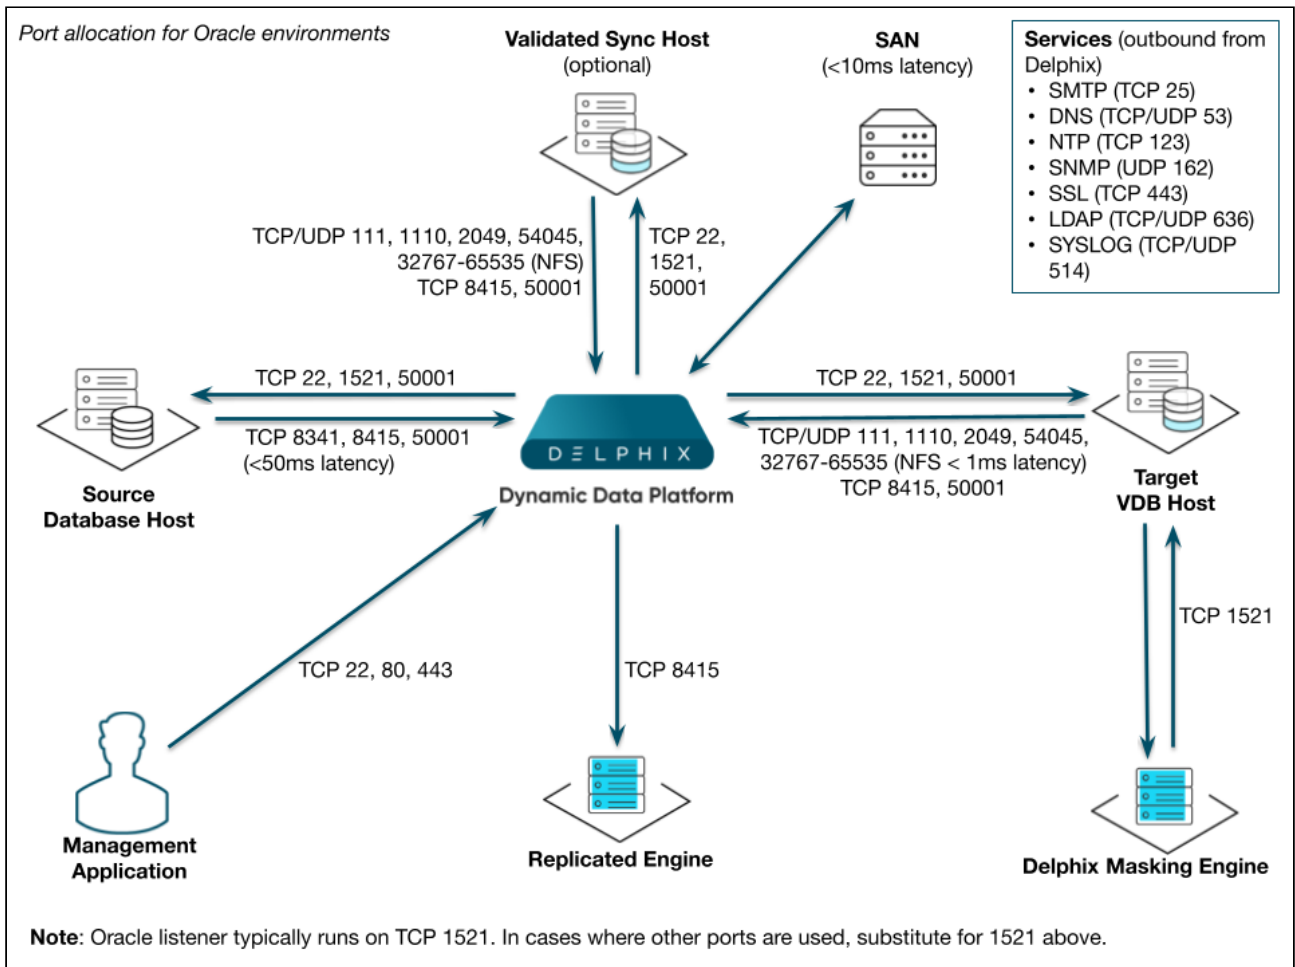 Port allocation for Oracle environments
Validated Sync Host
(optional)
SAN
(<10ms latency)
Services (outbound from
Delphix)
• SMTP (TCP 25)
• DNS (TCP/UDP 53)
• NTP (TCP 123)
• SNMP (UDP 162)
• SSL (TCP 443)
• LDAP (TCP/UDP 636)
• SYSLOG (TCP/UDP
514)
TCP/UDP 111, 1110, 2049, 54045,
32767-65535 (NFS)
TCP 8415, 50001
TCP 22,
1521,
50001
TCP 22, 1521, 50001
TCP 8341, 8415, 50001
(<50ms latency)
Source
Database Host
DELPHIX
Dynamic Data Platform
TCP 22, 1521, 50001
TCP/UDP 111, 1110, 2049, 54045,
32767-65535 (NFS < 1ms latency)
TCP 8415, 50001
Target
VDB Host
TCP 1521
TCP 22, 80, 443
TCP 8415
Management
Application
Replicated Engine
Delphix Masking Engine
Note: Oracle listener typically runs on TCP 1521. In cases where other ports are used, substitute for 1521 above.